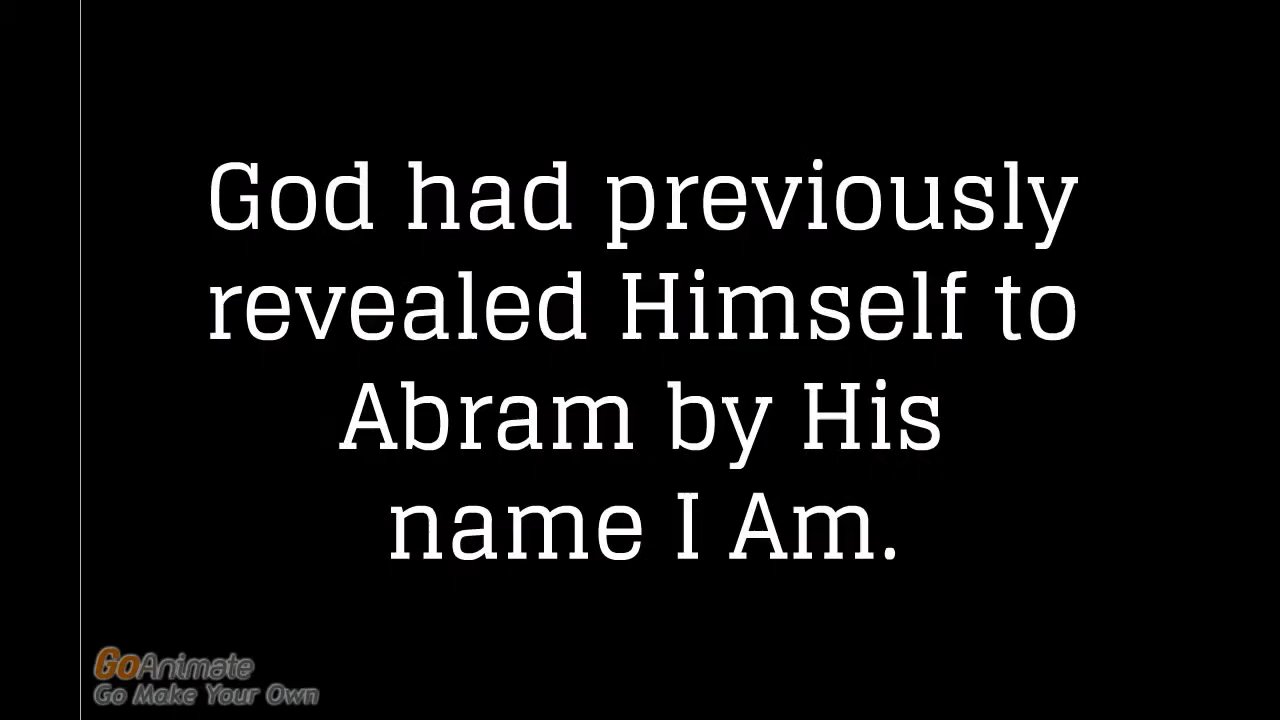 God had previously
revealed Himself to
Abram by His
name I Am.
GoAnimate
Go Make Your Own